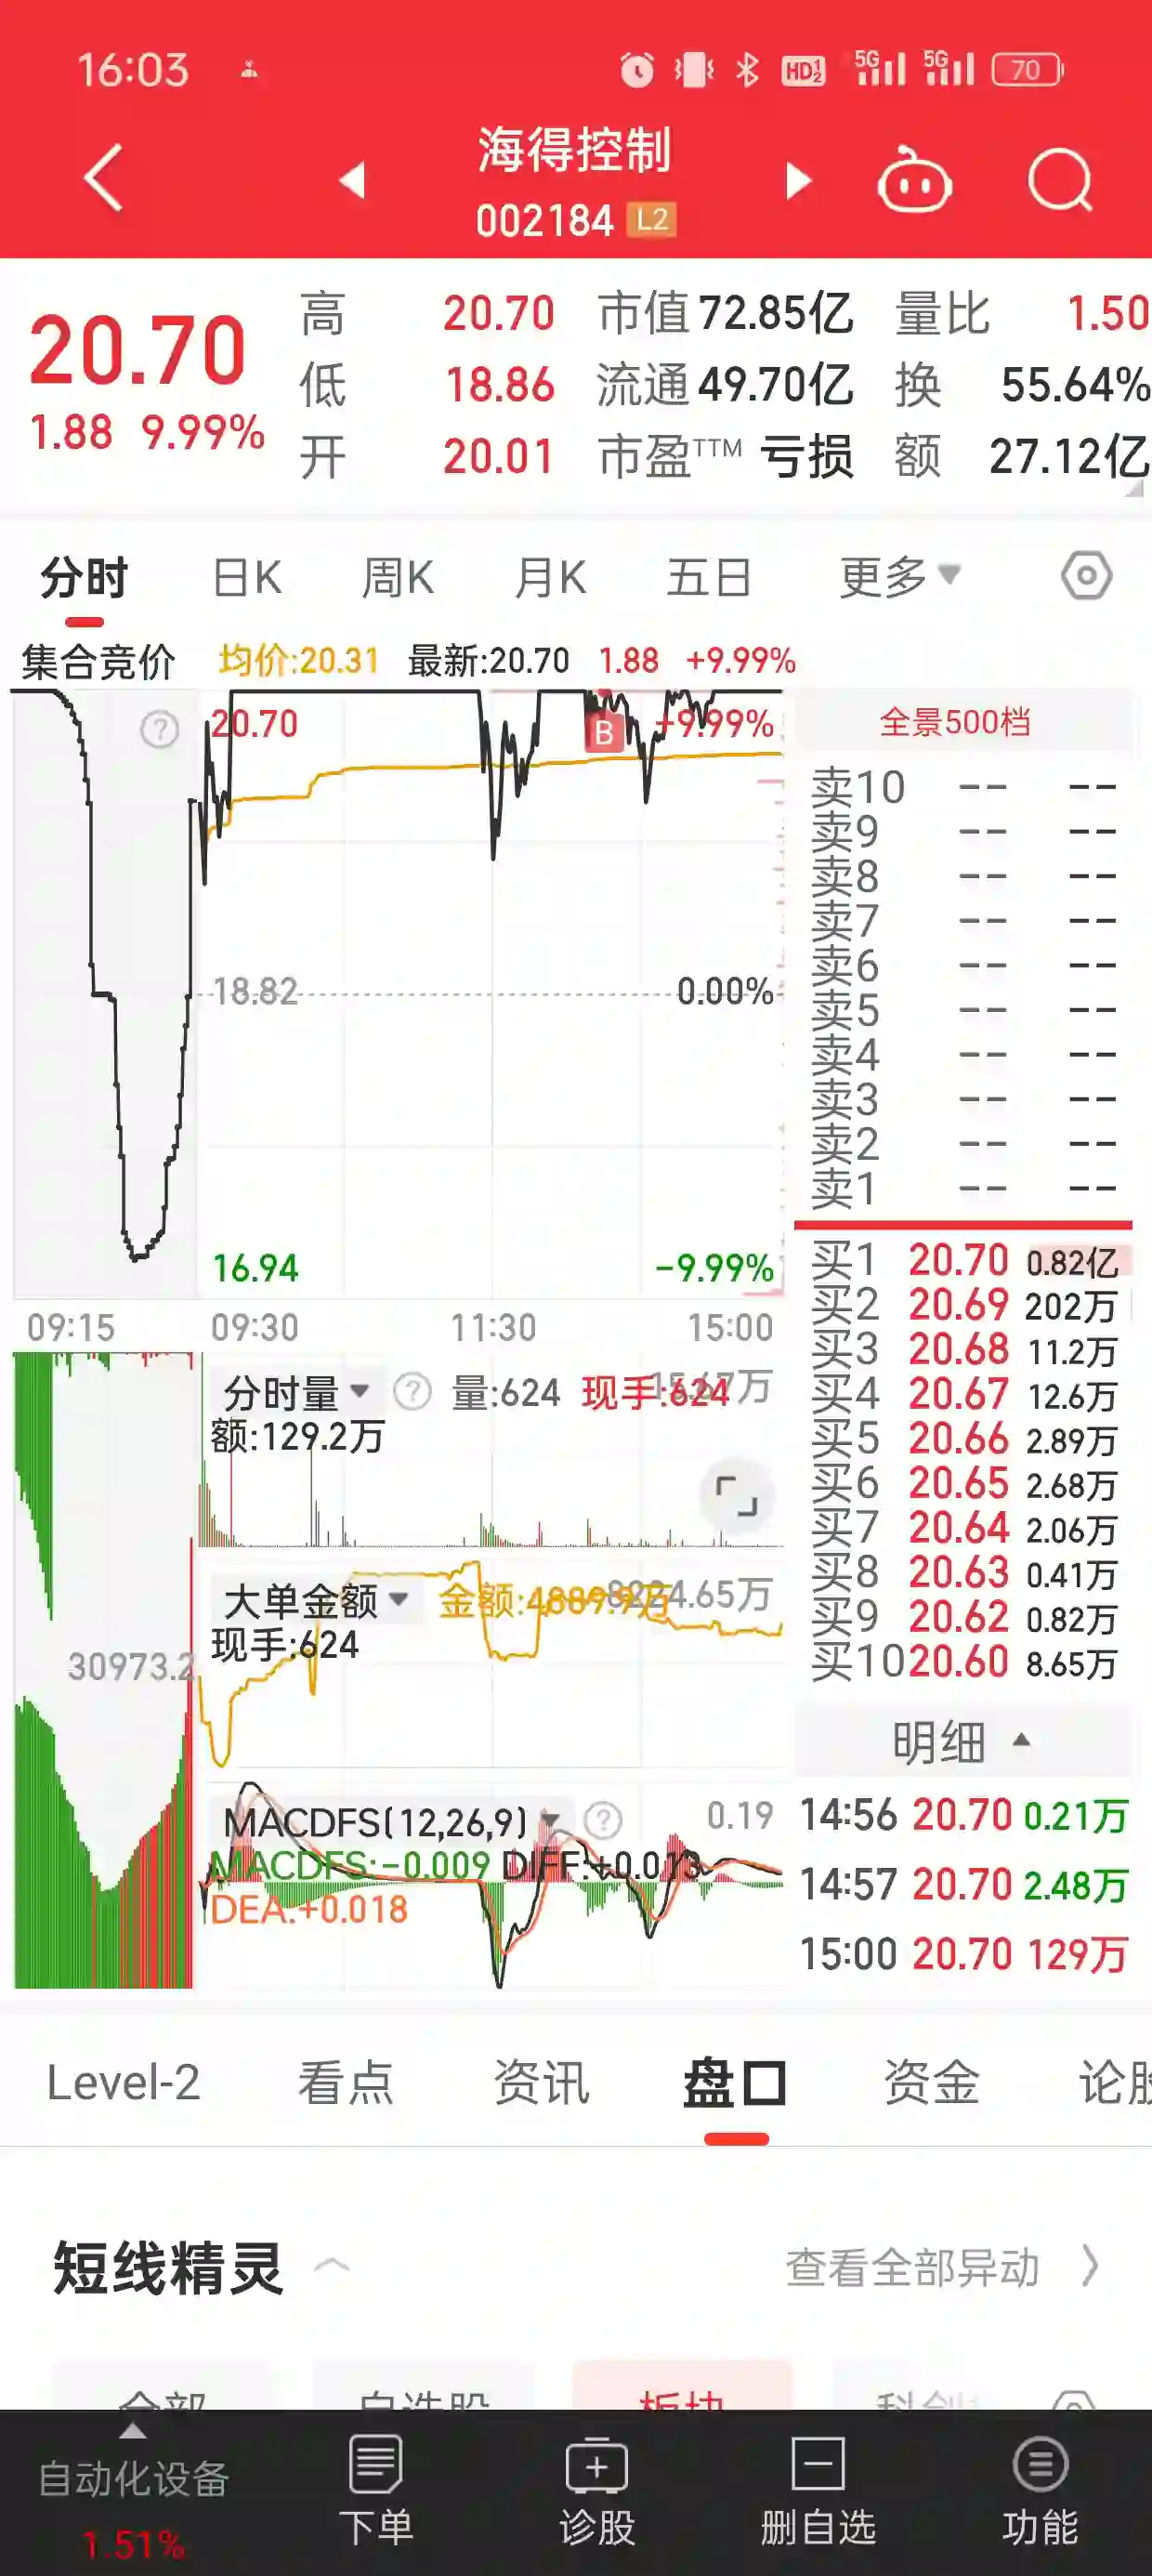 16:03 HD 5G 5G 70
海得控制
002184 L2
20.70
1.88 9.99%
高 20.70 市值 72.85亿 量比 1.50
低 18.86 流通 49.70亿 换 55.64%
开 20.01 市盈TTM 亏损 额 27.12亿
分时 日K 周K 月K 五日 更多
集合竞价 均价:20.31 最新:20.70 1.88 +9.99%
20.70 B +9.99%
18.82 0.00%
16.94 -9.99%
09:15 09:30 11:30 15:00
分时量 ? 量:624 现手:624
额:129.2万
大单金额 金额:4889.9万
现手:624
30973.2
MACDFS(12,26,9) ? 0.19
MACDFS:-0.009 DIFF:+0.013
DEA:+0.018
全景500档
卖10 -- --
卖9 -- --
卖8 -- --
卖7 -- --
卖6 -- --
卖5 -- --
卖4 -- --
卖3 -- --
卖2 -- --
卖1 -- --
买1 20.70 0.82亿
买2 20.69 202万
买3 20.68 11.2万
买4 20.67 12.6万
买5 20.66 2.89万
买6 20.65 2.68万
买7 20.64 2.06万
买8 20.63 0.41万
买9 20.62 0.82万
买10 20.60 8.65万
明细
14:56 20.70 0.21万
14:57 20.70 2.48万
15:00 20.70 129万
Level-2 看点 资讯 盘口 资金 论股
短线精灵 查看全部异动
全部 自选股 板块 科创
自动化设备
1.51%
下单 诊股 删自选 功能